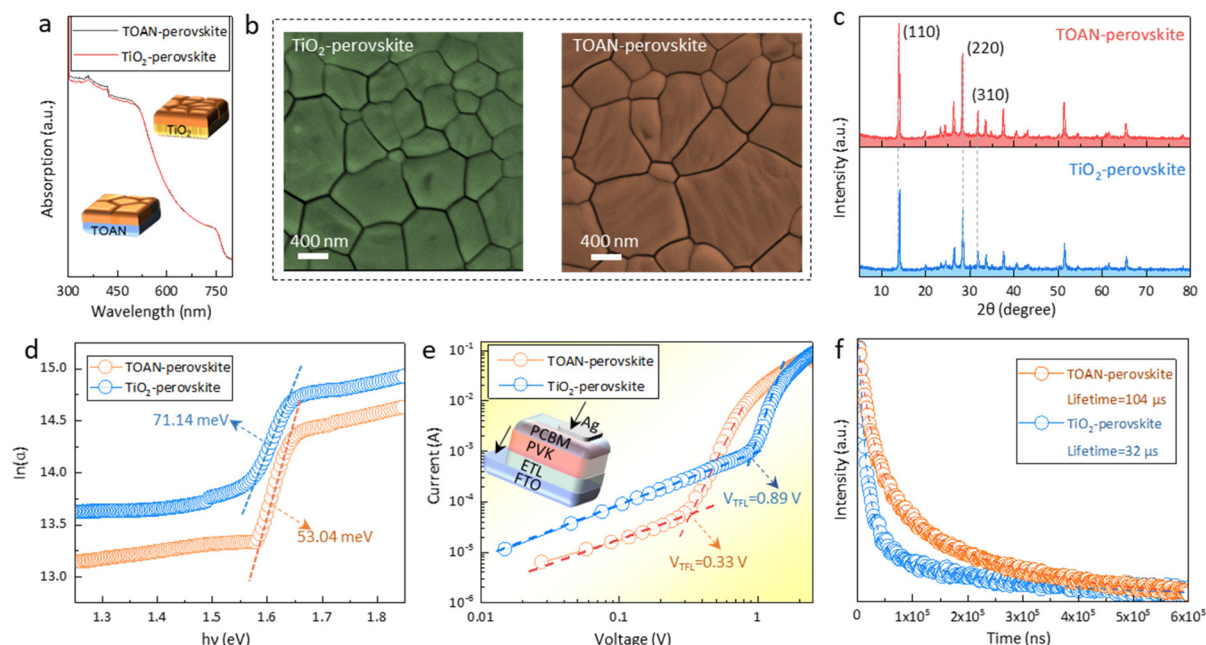 a
TOAN-perovskite
TiO₂-perovskite
TiO₂
TOAN
Absorption (a.u.)
300 450 600 750
Wavelength (nm)
b
TiO₂-perovskite
400 nm
TOAN-perovskite
400 nm
c
TOAN-perovskite
(110)
(220)
(310)
TiO₂-perovskite
Intensity (a.u.)
10 20 30 40 50 60 70 80
2θ (degree)
d
TOAN-perovskite
TiO₂-perovskite
71.14 meV
53.04 meV
ln(α)
15.0
14.5
14.0
13.5
13.0
1.3 1.4 1.5 1.6 1.7 1.8
hν (eV)
e
TOAN-perovskite
TiO₂-perovskite
Ag
PCBM
PVK
ETL
FTO
V_TFL=0.89 V
V_TFL=0.33 V
Current (A)
10⁻¹
10⁻²
10⁻³
10⁻⁴
10⁻⁵
10⁻⁶
0.01 0.1 1
Voltage (V)
f
TOAN-perovskite
Lifetime=104 μs
TiO₂-perovskite
Lifetime=32 μs
Intensity (a.u.)
0 1x10⁵ 2x10⁵ 3x10⁵ 4x10⁵ 5x10⁵ 6x10⁵
Time (ns)